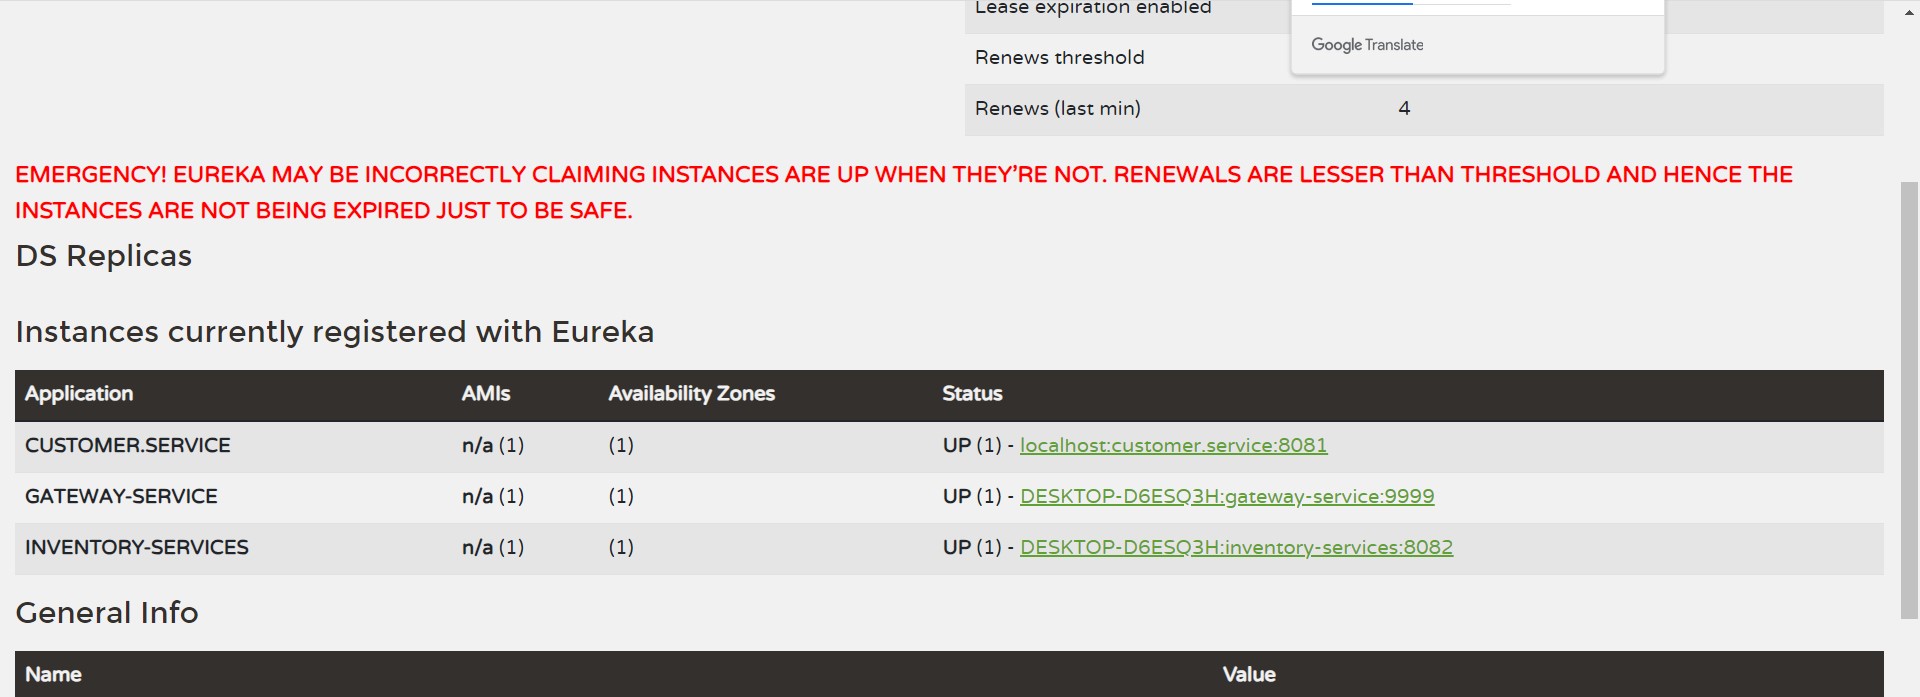 Lease expiration enabled
Google Translate
Renews threshold
Renews (last min) 4
EMERGENCY! EUREKA MAY BE INCORRECTLY CLAIMING INSTANCES ARE UP WHEN THEY’RE NOT. RENEWALS ARE LESSER THAN THRESHOLD AND HENCE THE
INSTANCES ARE NOT BEING EXPIRED JUST TO BE SAFE.
DS Replicas
Instances currently registered with Eureka
Application AMIs Availability Zones Status
CUSTOMER.SERVICE n/a (1) (1) UP (1) - localhost:customer.service:8081
GATEWAY-SERVICE n/a (1) (1) UP (1) - DESKTOP-D6ESQ3H:gateway-service:9999
INVENTORY-SERVICES n/a (1) (1) UP (1) - DESKTOP-D6ESQ3H:inventory-services:8082
General Info
Name Value